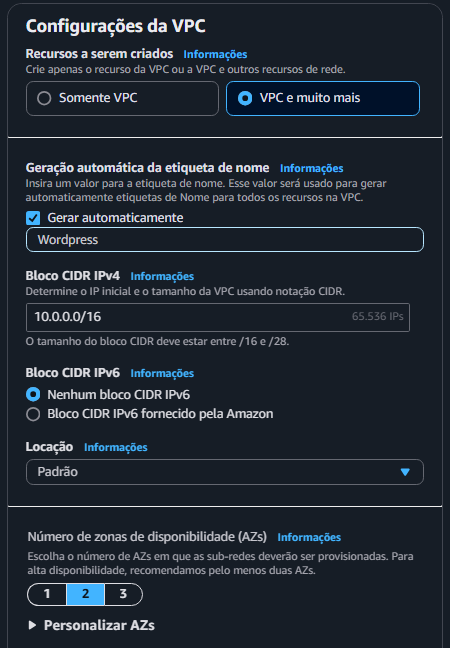 Configurações da VPC
Recursos a serem criados Informações
Crie apenas o recurso da VPC ou a VPC e outros recursos de rede.
Somente VPC
VPC e muito mais
Geração automática da etiqueta de nome Informações
Insira um valor para a etiqueta de nome. Esse valor será usado para gerar
automaticamente etiquetas de Nome para todos os recursos na VPC.
Gerar automaticamente
Wordpress
Bloco CIDR IPv4 Informações
Determine o IP inicial e o tamanho da VPC usando notação CIDR.
10.0.0.0/16 65.536 IPs
O tamanho do bloco CIDR deve estar entre /16 e /28.
Bloco CIDR IPv6 Informações
Nenhum bloco CIDR IPv6
Bloco CIDR IPv6 fornecido pela Amazon
Locação Informações
Padrão
Número de zonas de disponibilidade (AZs) Informações
Escolha o número de AZs em que as sub-redes deverão ser provisionadas. Para
alta disponibilidade, recomendamos pelo menos duas AZs.
1 2 3
Personalizar AZs